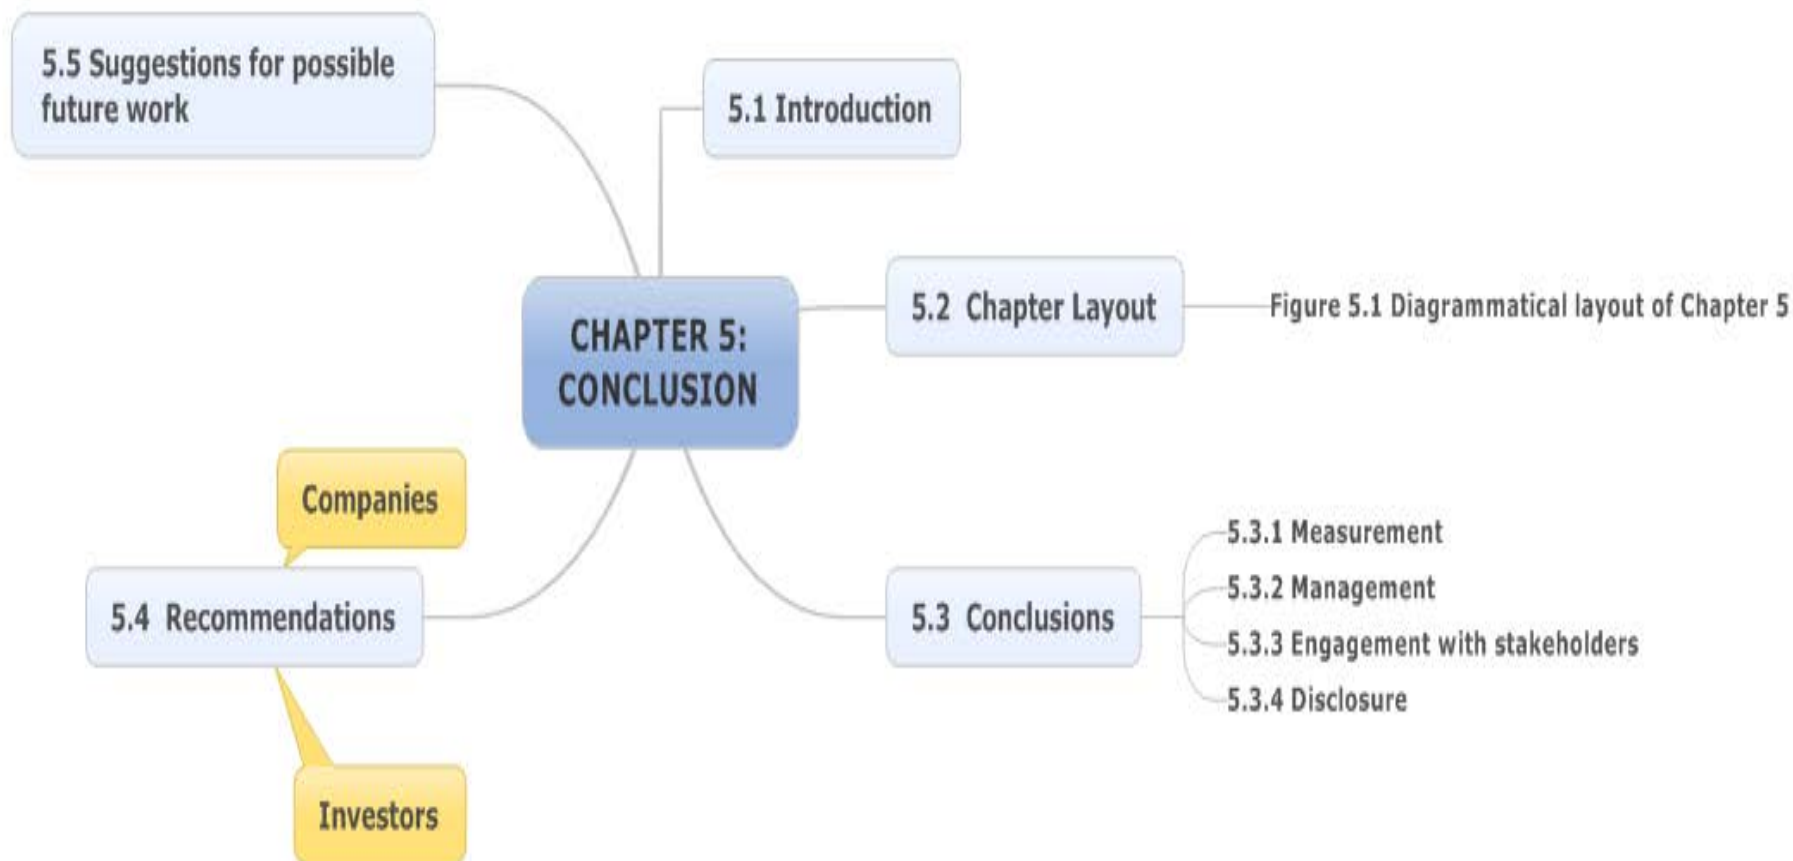 5.5 Suggestions for possible
future work
5.1 Introduction
5.2 Chapter Layout
Figure 5.1 Diagrammatical layout of Chapter 5
CHAPTER 5:
CONCLUSION
Companies
5.4 Recommendations
Investors
5.3 Conclusions
5.3.1 Measurement
5.3.2 Management
5.3.3 Engagement with stakeholders
5.3.4 Disclosure